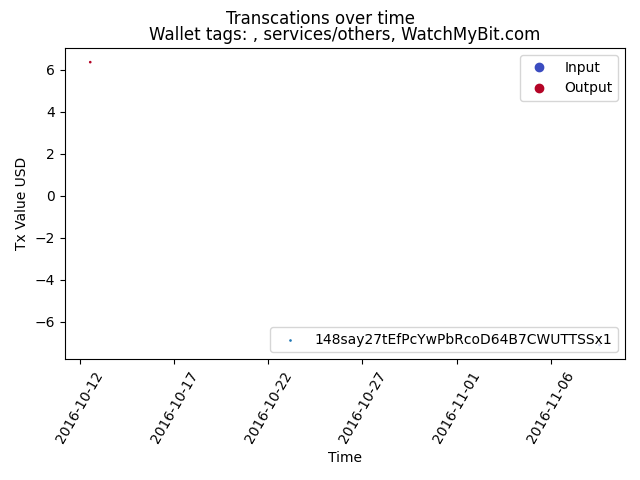 Transcations over time
Wallet tags: , services/others, WatchMyBit.com
Input
Output
6
4
2
0
−2
−4
−6
Tx Value USD
148say27tEfPcYwPbRcoD64B7CWUTTSSx1
2016-10-12
2016-10-17
2016-10-22
2016-10-27
2016-11-01
2016-11-06
Time